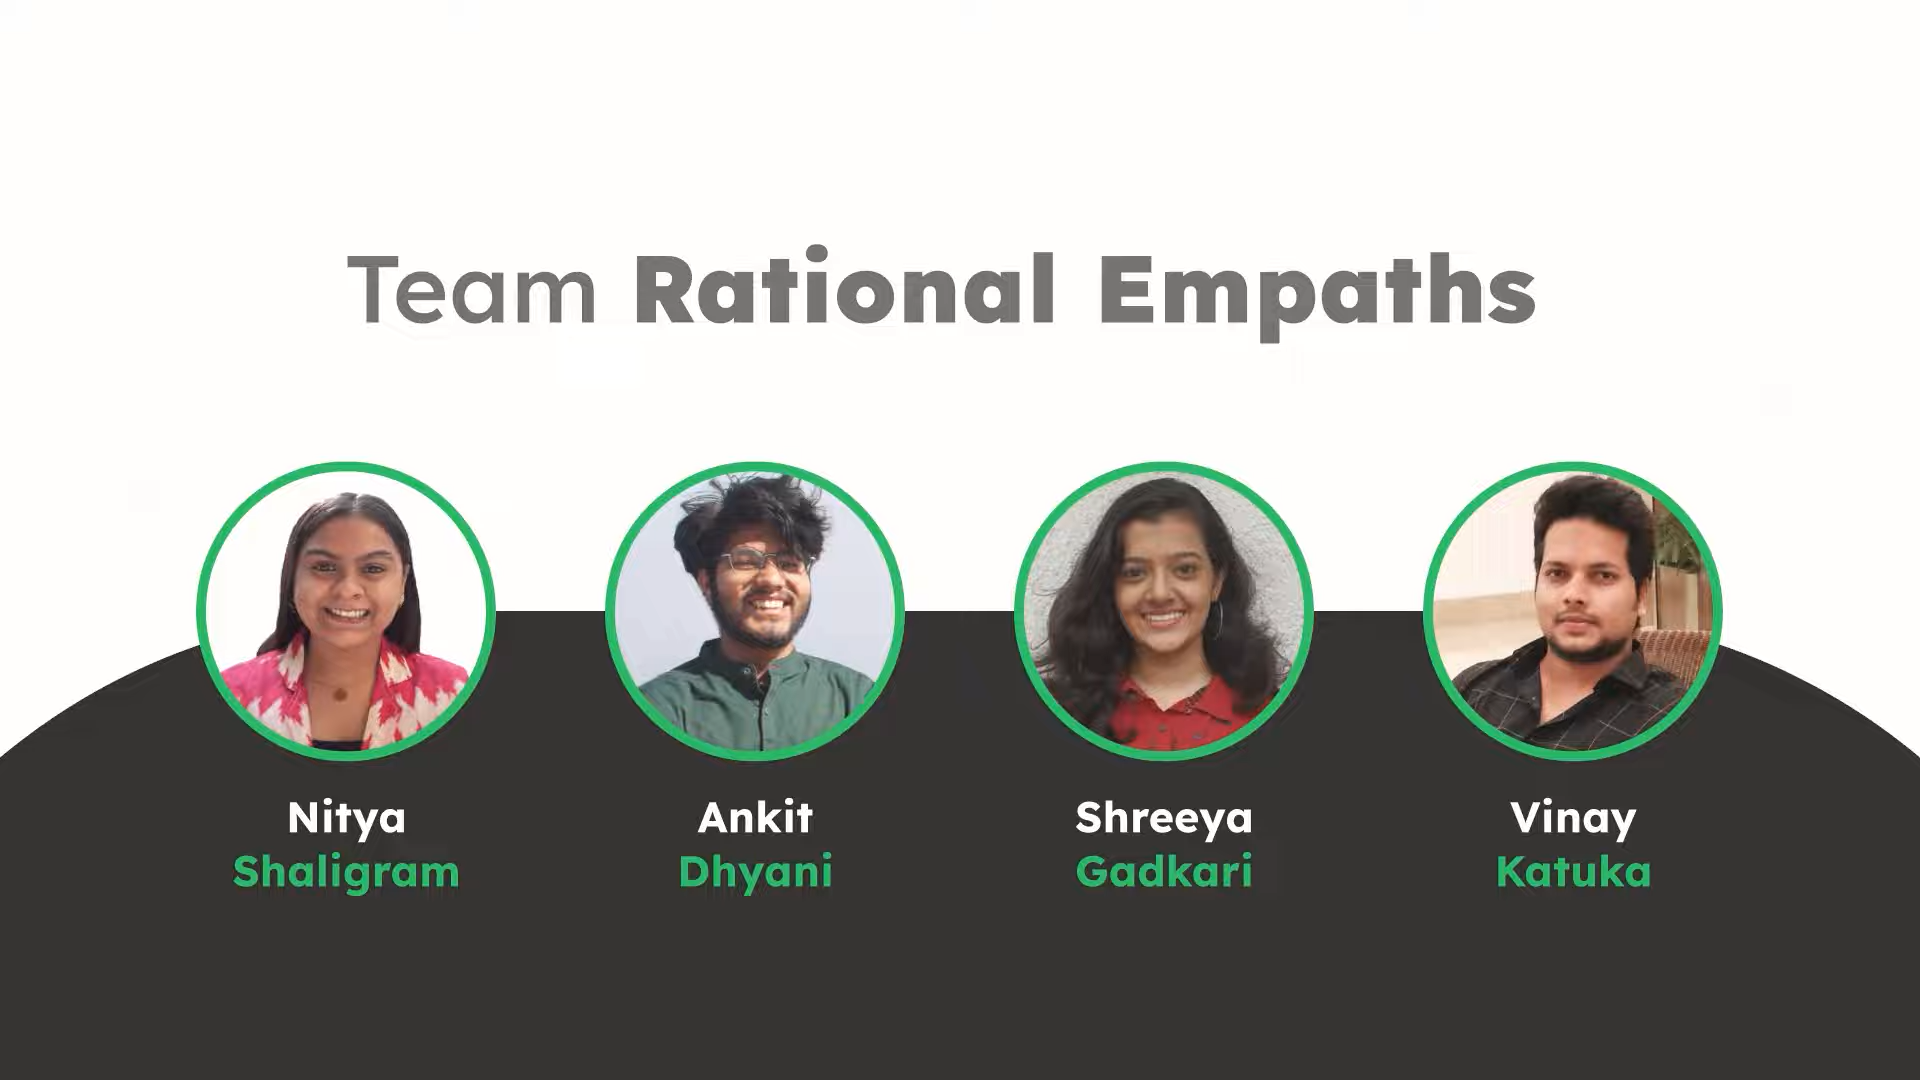 Team Rational Empaths
Nitya
Shaligram
Ankit
Dhyani
Shreeya
Gadkari
Vinay
Katuka